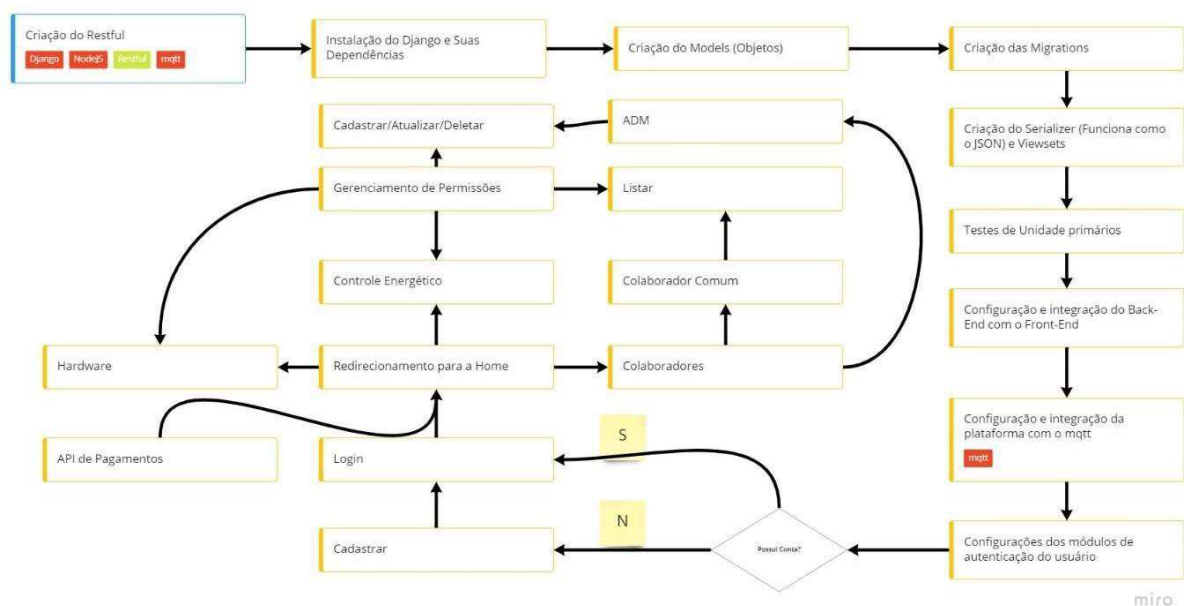 Criação do Restful
Django NodeJS Restful mqtt
Instalação do Django e Suas
Dependências
Criação do Models (Objetos)
Criação das Migrations
Cadastrar/Atualizar/Deletar
ADM
Criação do Serializer (Funciona como
o JSON) e Viewsets
Gerenciamento de Permissões
Listar
Testes de Unidade primários
Controle Energético
Colaborador Comum
Configuração e integração do Back-
End com o Front-End
Hardware
Redirecionamento para a Home
Colaboradores
Configuração e integração da
plataforma com o mqtt
mqtt
API de Pagamentos
Login
S
N
Cadastrar
Possui Conta?
Configurações dos módulos de
autenticação do usuário
miro